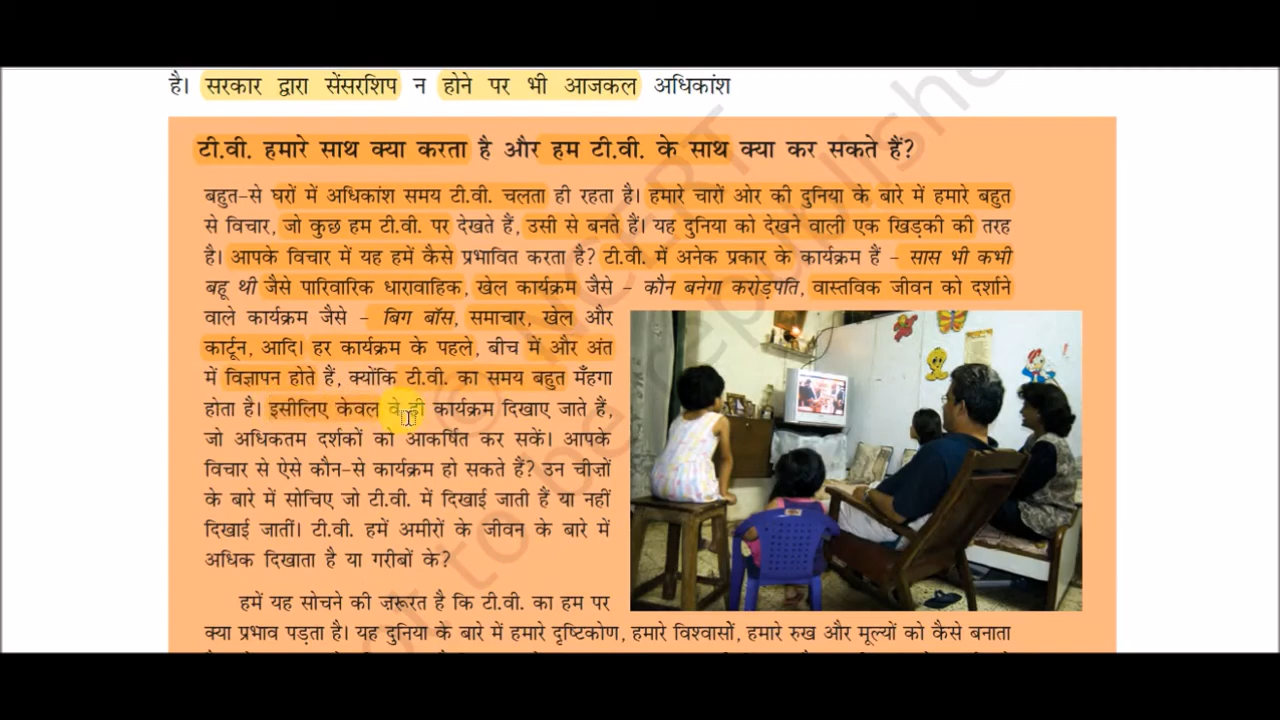 है। सरकार द्वारा सेंसरशिप न होने पर भी आजकल अधिकांश
टी.वी. हमारे साथ क्या करता है और हम टी.वी. के साथ क्या कर सकते हैं?
बहुत-से घरों में अधिकांश समय टी.वी. चलता ही रहता है। हमारे चारों ओर की दुनिया के बारे में हमारे बहुत
से विचार, जो कुछ हम टी.वी. पर देखते हैं, उसी से बनते हैं। यह दुनिया को देखने वाली एक खिड़की की तरह
है। आपके विचार में यह हमें कैसे प्रभावित करता है? टी.वी. में अनेक प्रकार के कार्यक्रम हैं – सास भी कभी
बहू थी जैसे पारिवारिक धारावाहिक, खेल कार्यक्रम जैसे – कौन बनेगा करोड़पति, वास्तविक जीवन को दर्शाने
वाले कार्यक्रम जैसे – बिग बॉस, समाचार, खेल और
कार्टून, आदि। हर कार्यक्रम के पहले, बीच में और अंत
में विज्ञापन होते हैं, क्योंकि टी.वी. का समय बहुत मँहगा
होता है। इसीलिए केवल वे ही कार्यक्रम दिखाए जाते हैं,
जो अधिकतम दर्शकों को आकर्षित कर सकें। आपके
विचार से ऐसे कौन-से कार्यक्रम हो सकते हैं? उन चीज़ों
के बारे में सोचिए जो टी.वी. में दिखाई जाती हैं या नहीं
दिखाई जातीं। टी.वी. हमें अमीरों के जीवन के बारे में
अधिक दिखाता है या गरीबों के?
हमें यह सोचने की ज़रूरत है कि टी.वी. का हम पर
क्या प्रभाव पड़ता है। यह दुनिया के बारे में हमारे दृष्टिकोण, हमारे विश्वासों, हमारे रुख और मूल्यों को कैसे बनाता
© NCERT
not to be republished